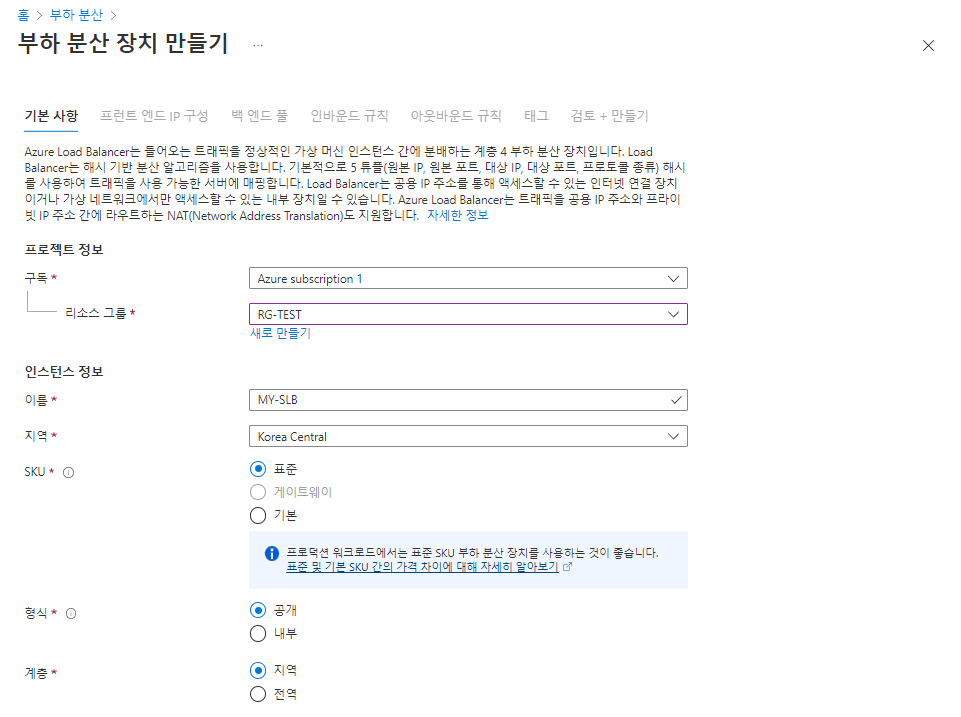 홈 > 부하 분산 >
부하 분산 장치 만들기 ...
기본 사항 프런트 엔드 IP 구성 백 엔드 풀 인바운드 규칙 아웃바운드 규칙 태그 검토 + 만들기
Azure Load Balancer는 들어오는 트래픽을 정상적인 가상 머신 인스턴스 간에 분배하는 계층 4 부하 분산 장치입니다. Load
Balancer는 해시 기반 분산 알고리즘을 사용합니다. 기본적으로 5 튜플(원본 IP, 원본 포트, 대상 IP, 대상 포트, 프로토콜 종류) 해시
를 사용하여 트래픽을 사용 가능한 서버에 매핑합니다. Load Balancer는 공용 IP 주소를 통해 액세스할 수 있는 인터넷 연결 장치
이거나 가상 네트워크에서만 액세스할 수 있는 내부 장치일 수 있습니다. Azure Load Balancer는 트래픽을 공용 IP 주소와 프라이
빗 IP 주소 간에 라우트하는 NAT(Network Address Translation)도 지원합니다. 자세한 정보
프로젝트 정보
구독 * Azure subscription 1
리소스 그룹 * RG-TEST
새로 만들기
인스턴스 정보
이름 * MY-SLB
지역 * Korea Central
SKU * 표준
게이트웨이
기본
프로덕션 워크로드에서는 표준 SKU 부하 분산 장치를 사용하는 것이 좋습니다.
표준 및 기본 SKU 간의 가격 차이에 대해 자세히 알아보기
형식 * 공개
내부
계층 * 지역
전역